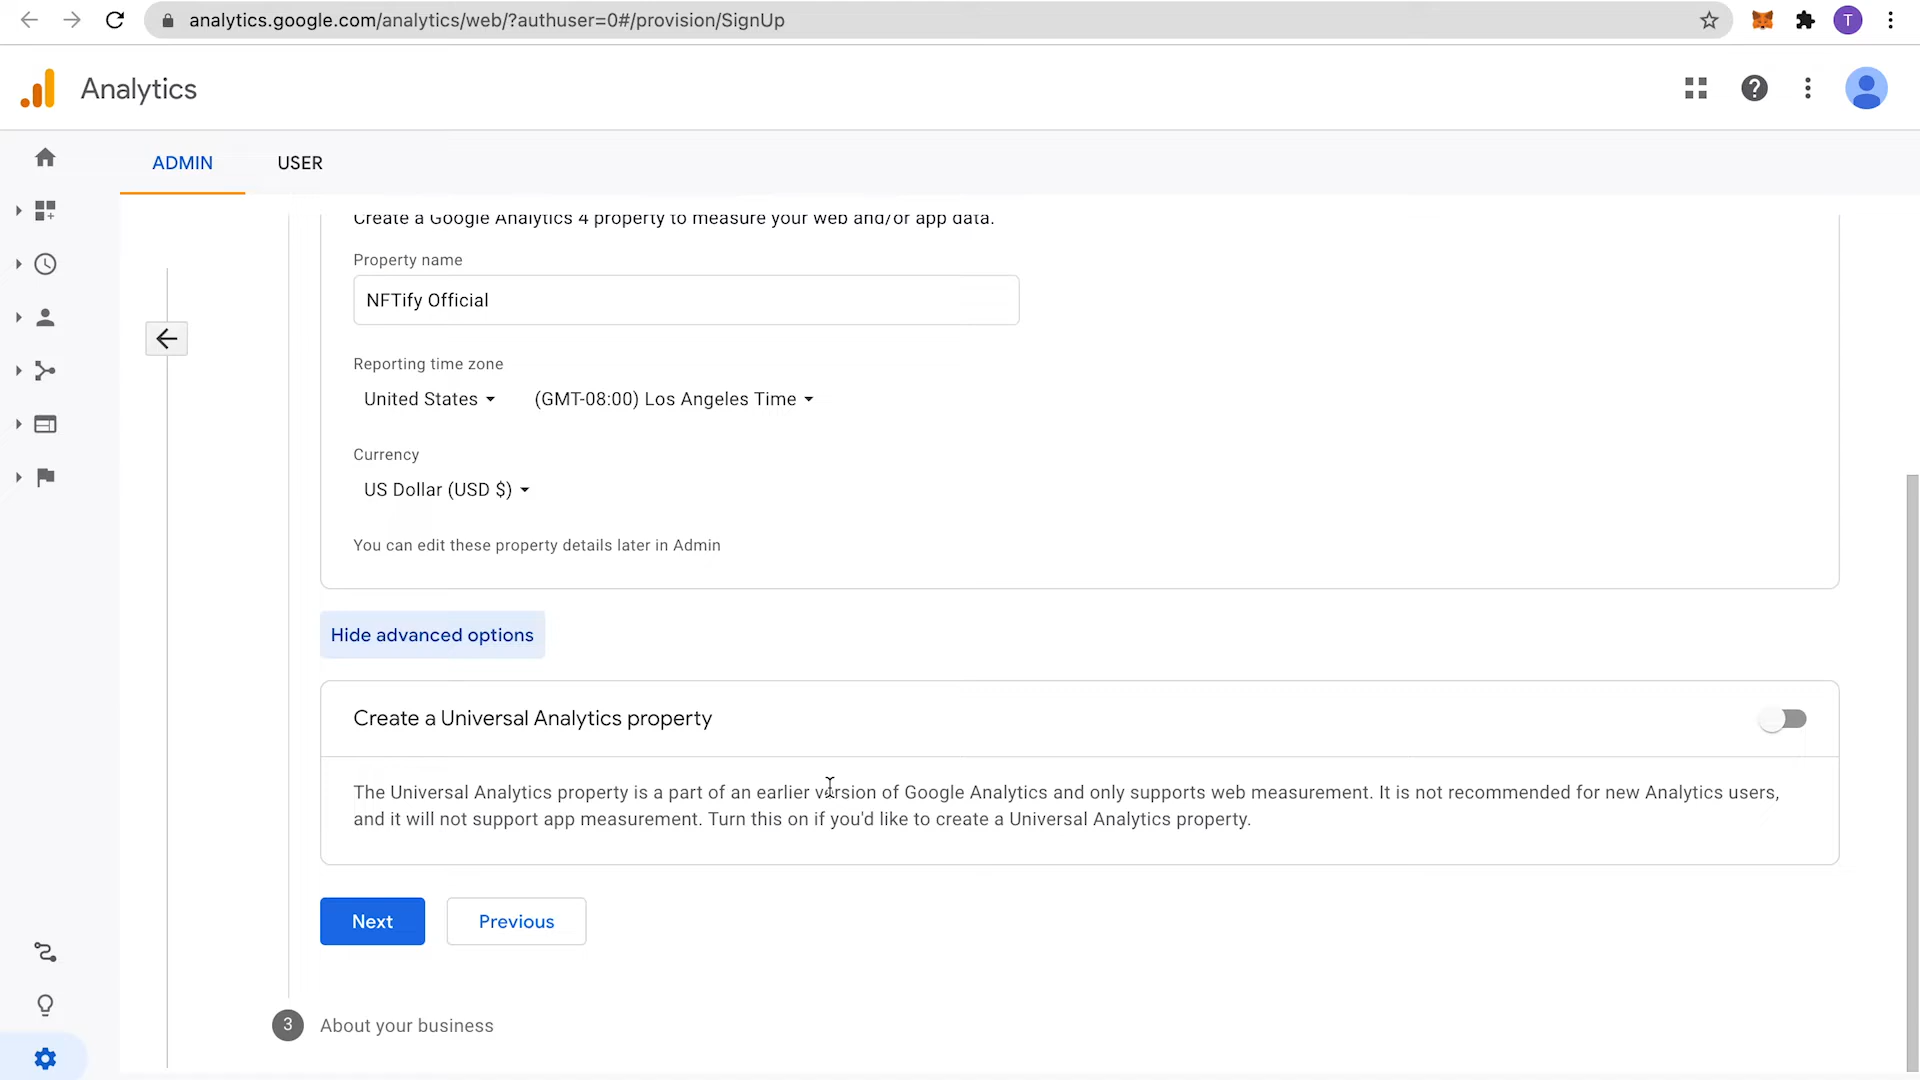 analytics.google.com/analytics/web/?authuser=0#/provision/SignUp
T
Analytics
ADMIN
USER
Create a Google Analytics 4 property to measure your web and/or app data.
Property name
NFTify Official
Reporting time zone
United States
(GMT-08:00) Los Angeles Time
Currency
US Dollar (USD $)
You can edit these property details later in Admin
Hide advanced options
Create a Universal Analytics property
The Universal Analytics property is a part of an earlier version of Google Analytics and only supports web measurement. It is not recommended for new Analytics users,
and it will not support app measurement. Turn this on if you'd like to create a Universal Analytics property.
Next
Previous
3
About your business